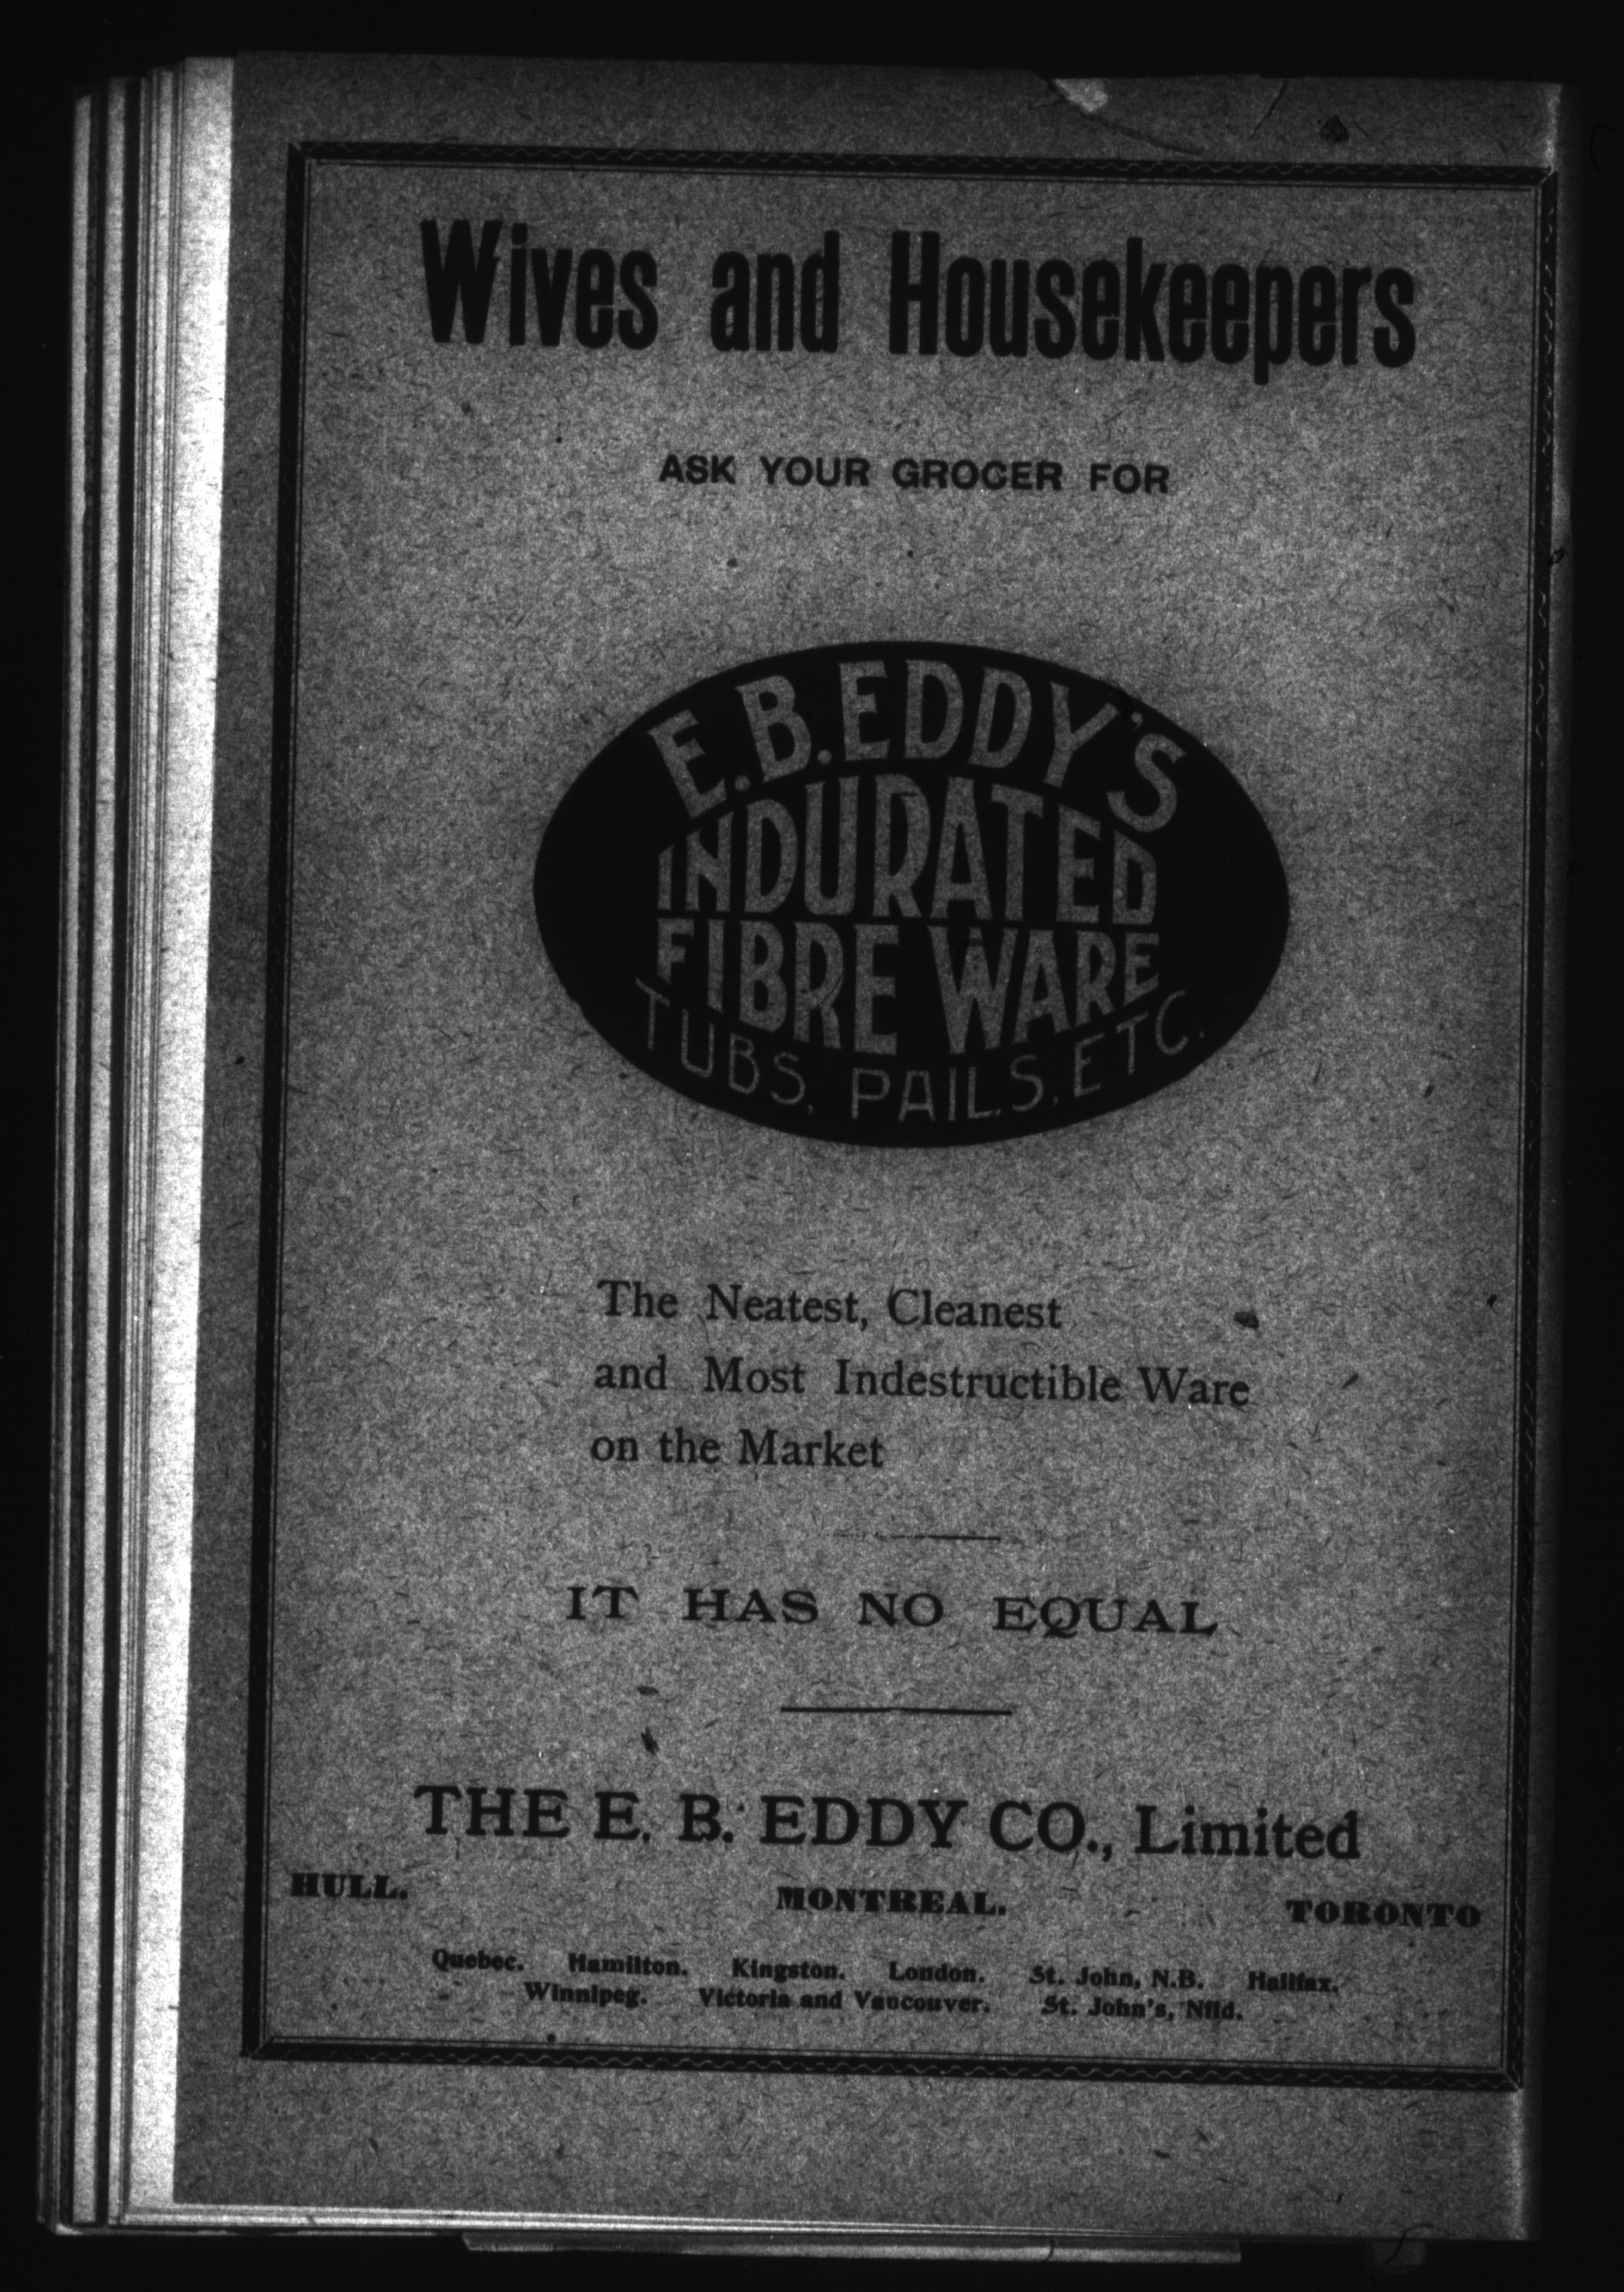 Wives and Housekeepers
ASK YOUR GROCER FOR
E.B.EDDY'S
INDURATED
FIBRE WARE
TUBS, PAILS, ETC.
The Neatest, Cleanest
and Most Indestructible Ware
on the Market
IT HAS NO EQUAL
THE E. B. EDDY CO., Limited
HULL. MONTREAL. TORONTO
Quebec. Hamilton. Kingston. London. St. John, N.B. Halifax.
Winnipeg. Victoria and Vancouver. St. John's, Nfld.